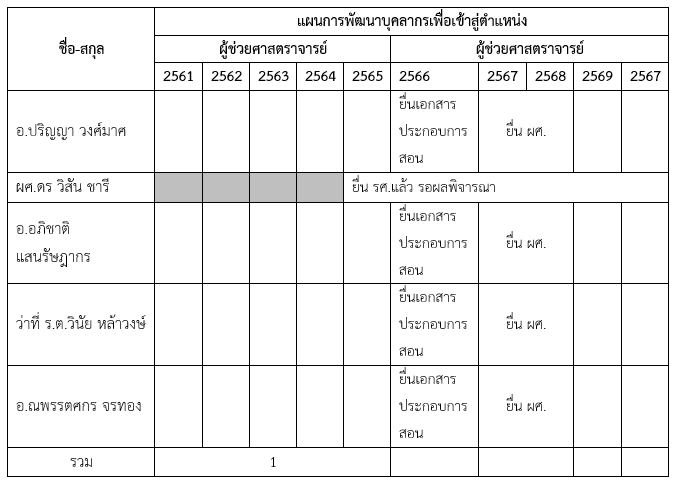 ชื่อ-สกุล
แผนการพัฒนาบุคลากรเพื่อเข้าสู่ตำแหน่ง
ผู้ช่วยศาสตราจารย์ ผู้ช่วยศาสตราจารย์
2561 2562 2563 2564 2565 2566 2567 2568 2569 2567
อ.ปริญญา วงศ์มาศ
ยื่นเอกสาร
ประกอบการ
สอน
ยื่น ผศ.
ผศ.ดร วิสัน ชารี
ยื่น รศ.แล้ว รอผลพิจารณา
อ.อภิชาติ
แสนรัษฎากร
ยื่นเอกสาร
ประกอบการ
สอน
ยื่น ผศ.
ว่าที่ ร.ต.วินัย หล้าวงษ์
ยื่นเอกสาร
ประกอบการ
สอน
ยื่น ผศ.
อ.ณพรรตศกร จรทอง
ยื่นเอกสาร
ประกอบการ
สอน
ยื่น ผศ.
รวม 1